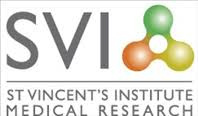 SVI
ST VINCENT'S INSTITUTE
MEDICAL RESEARCH